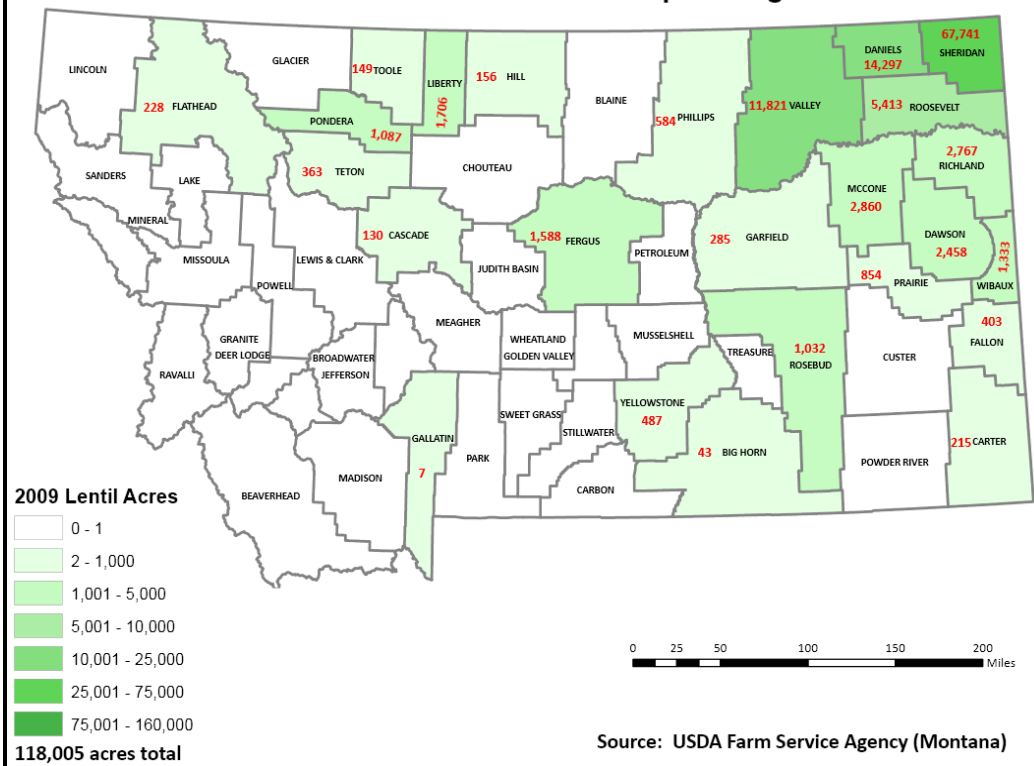 LINCOLN
GLACIER
149 TOOLE
LIBERTY
1,706
156 HILL
BLAINE
584 PHILLIPS
11,821 VALLEY
DANIELS
14,297
67,741
SHERIDAN
228 FLATHEAD
PONDERA
1,087
5,413 ROOSEVELT
SANDERS
LAKE
363 TETON
CHOUTEAU
MCCONE
2,860
2,767
RICHLAND
MINERAL
MISSOULA
POWELL
LEWIS & CLARK
130 CASCADE
JUDITH BASIN
1,588 FERGUS
PETROLEUM
285 GARFIELD
DAWSON
2,458
1,333
WIBAUX
854
PRAIRIE
GRANITE
DEER LODGE
RAVALLI
BROADWATER
JEFFERSON
MEAGHER
WHEATLAND
GOLDEN VALLEY
MUSSELSHELL
TREASURE
1,032
ROSEBUD
CUSTER
403
FALLON
GALLATIN
7
PARK
SWEET GRASS
STILLWATER
YELLOWSTONE
487
43 BIG HORN
POWDER RIVER
215 CARTER
BEAVERHEAD
MADISON
CARBON
2009 Lentil Acres
0 - 1
2 - 1,000
1,001 - 5,000
5,001 - 10,000
10,001 - 25,000
25,001 - 75,000
75,001 - 160,000
118,005 acres total
0 25 50 100 150 200
Miles
Source: USDA Farm Service Agency (Montana)